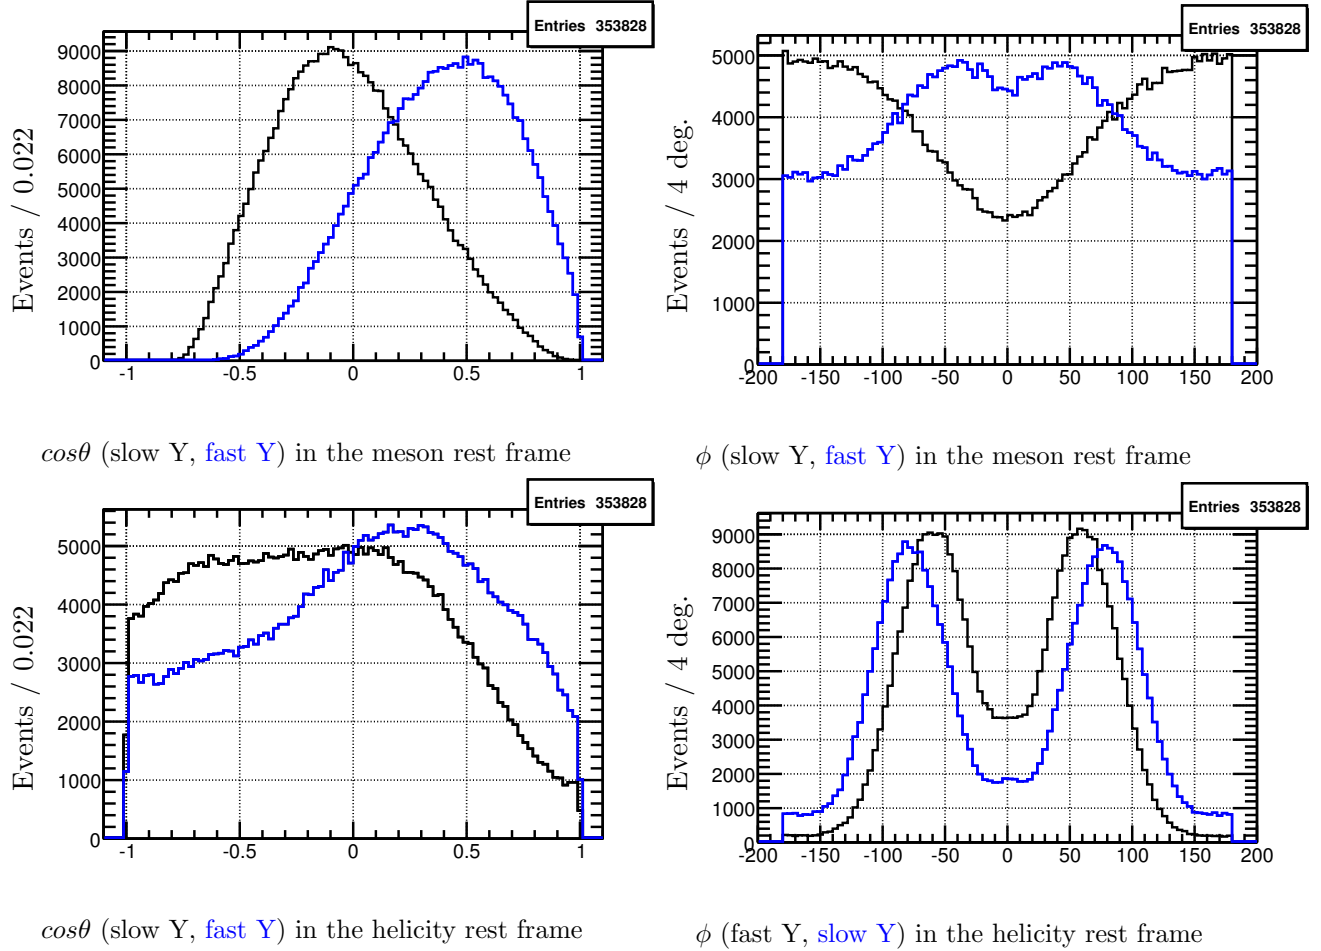 Entries 353828
Events / 0.022
9000
8000
7000
6000
5000
4000
3000
2000
1000
0
-1 -0.5 0 0.5 1
cosθ (slow Y, fast Y) in the meson rest frame
Entries 353828
Events / 4 deg.
5000
4000
3000
2000
1000
0
-200 -150 -100 -50 0 50 100 150 200
ϕ (slow Y, fast Y) in the meson rest frame
Entries 353828
Events / 0.022
5000
4000
3000
2000
1000
0
-1 -0.5 0 0.5 1
cosθ (slow Y, fast Y) in the helicity rest frame
Entries 353828
Events / 4 deg.
9000
8000
7000
6000
5000
4000
3000
2000
1000
0
-200 -150 -100 -50 0 50 100 150 200
ϕ (fast Y, slow Y) in the helicity rest frame